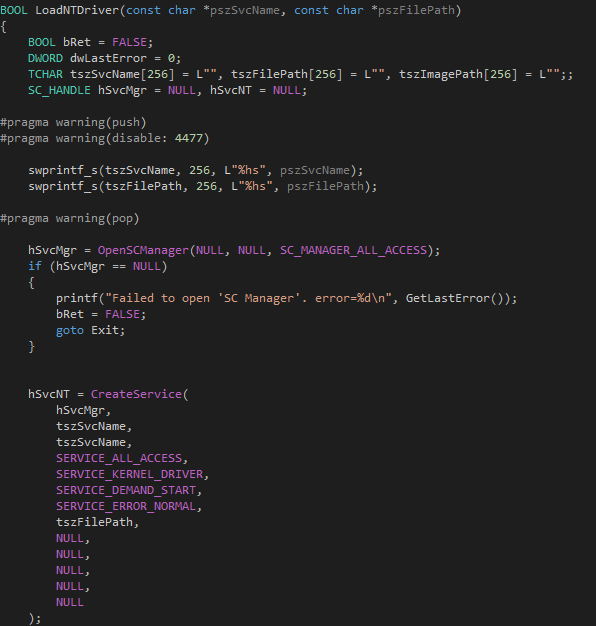 BOOL LoadNTDriver(const char *pszSvcName, const char *pszFilePath)
{
    BOOL bRet = FALSE;
    DWORD dwLastError = 0;
    TCHAR tszSvcName[256] = L"", tszFilePath[256] = L"", tszImagePath[256] = L"";;
    SC_HANDLE hSvcMgr = NULL, hSvcNT = NULL;
#pragma warning(push)
#pragma warning(disable: 4477)
    swprintf_s(tszSvcName, 256, L"%hs", pszSvcName);
    swprintf_s(tszFilePath, 256, L"%hs", pszFilePath);
#pragma warning(pop)
    hSvcMgr = OpenSCManager(NULL, NULL, SC_MANAGER_ALL_ACCESS);
    if (hSvcMgr == NULL)
    {
        printf("Failed to open 'SC Manager'. error=%d\n", GetLastError());
        bRet = FALSE;
        goto Exit;
    }
    hSvcNT = CreateService(
        hSvcMgr,
        tszSvcName,
        tszSvcName,
        SERVICE_ALL_ACCESS,
        SERVICE_KERNEL_DRIVER,
        SERVICE_DEMAND_START,
        SERVICE_ERROR_NORMAL,
        tszFilePath,
        NULL,
        NULL,
        NULL,
        NULL,
        NULL
    );